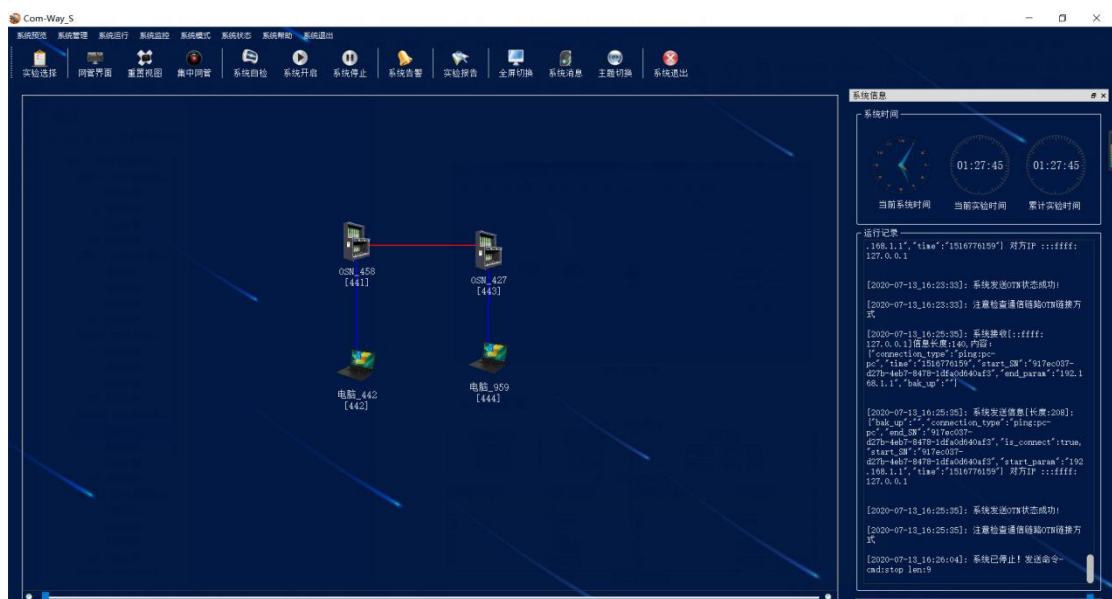 Com-Way_S
系统预览 系统管理 系统运行 系统监控 系统模式 系统状态 系统帮助 系统退出
实验选择 网管界面 重置视图 集中网管 系统自检 系统开启 系统停止 系统告警 实验报告 全屏切换 系统消息 主题切换 系统退出
系统信息
系统时间
01:27:45 01:27:45
当前系统时间 当前实验时间 累计实验时间
OSN_458
[441]
OSN_427
[443]
电脑_442
[442]
电脑_959
[444]
运行记录
.168.1.1","time":"1516776159"} 对方IP :::ffff:
127.0.0.1
[2020-07-13_16:23:33]: 系统发送OTN状态成功!
[2020-07-13_16:23:33]: 注意检查通信链路OTN链接方
式
[2020-07-13_16:25:35]: 系统接收[::ffff:
127.0.0.1]信息长度:140,内容:
{"connection_type":"ping:pc-
pc","time":"1516776159","start_SN":"917ec037-
d27b-4eb7-8478-1dfa0d640af3","end_param":"192.1
68.1.1","bak_up":""}
[2020-07-13_16:25:35]: 系统发送信息[长度:208]:
{"bak_up":"","connection_type":"ping:pc-
pc","end_SN":"917ec037-
d27b-4eb7-8478-1dfa0d640af3","is_connect":true,
"start_SN":"917ec037-
d27b-4eb7-8478-1dfa0d640af3","start_param":"192
.168.1.1","time":"1516776159"} 对方IP :::ffff:
127.0.0.1
[2020-07-13_16:25:35]: 系统发送OTN状态成功!
[2020-07-13_16:25:35]: 注意检查通信链路OTN链接方
式
[2020-07-13_16:26:04]: 系统已停止! 发送命令-
cmd:stop len:9